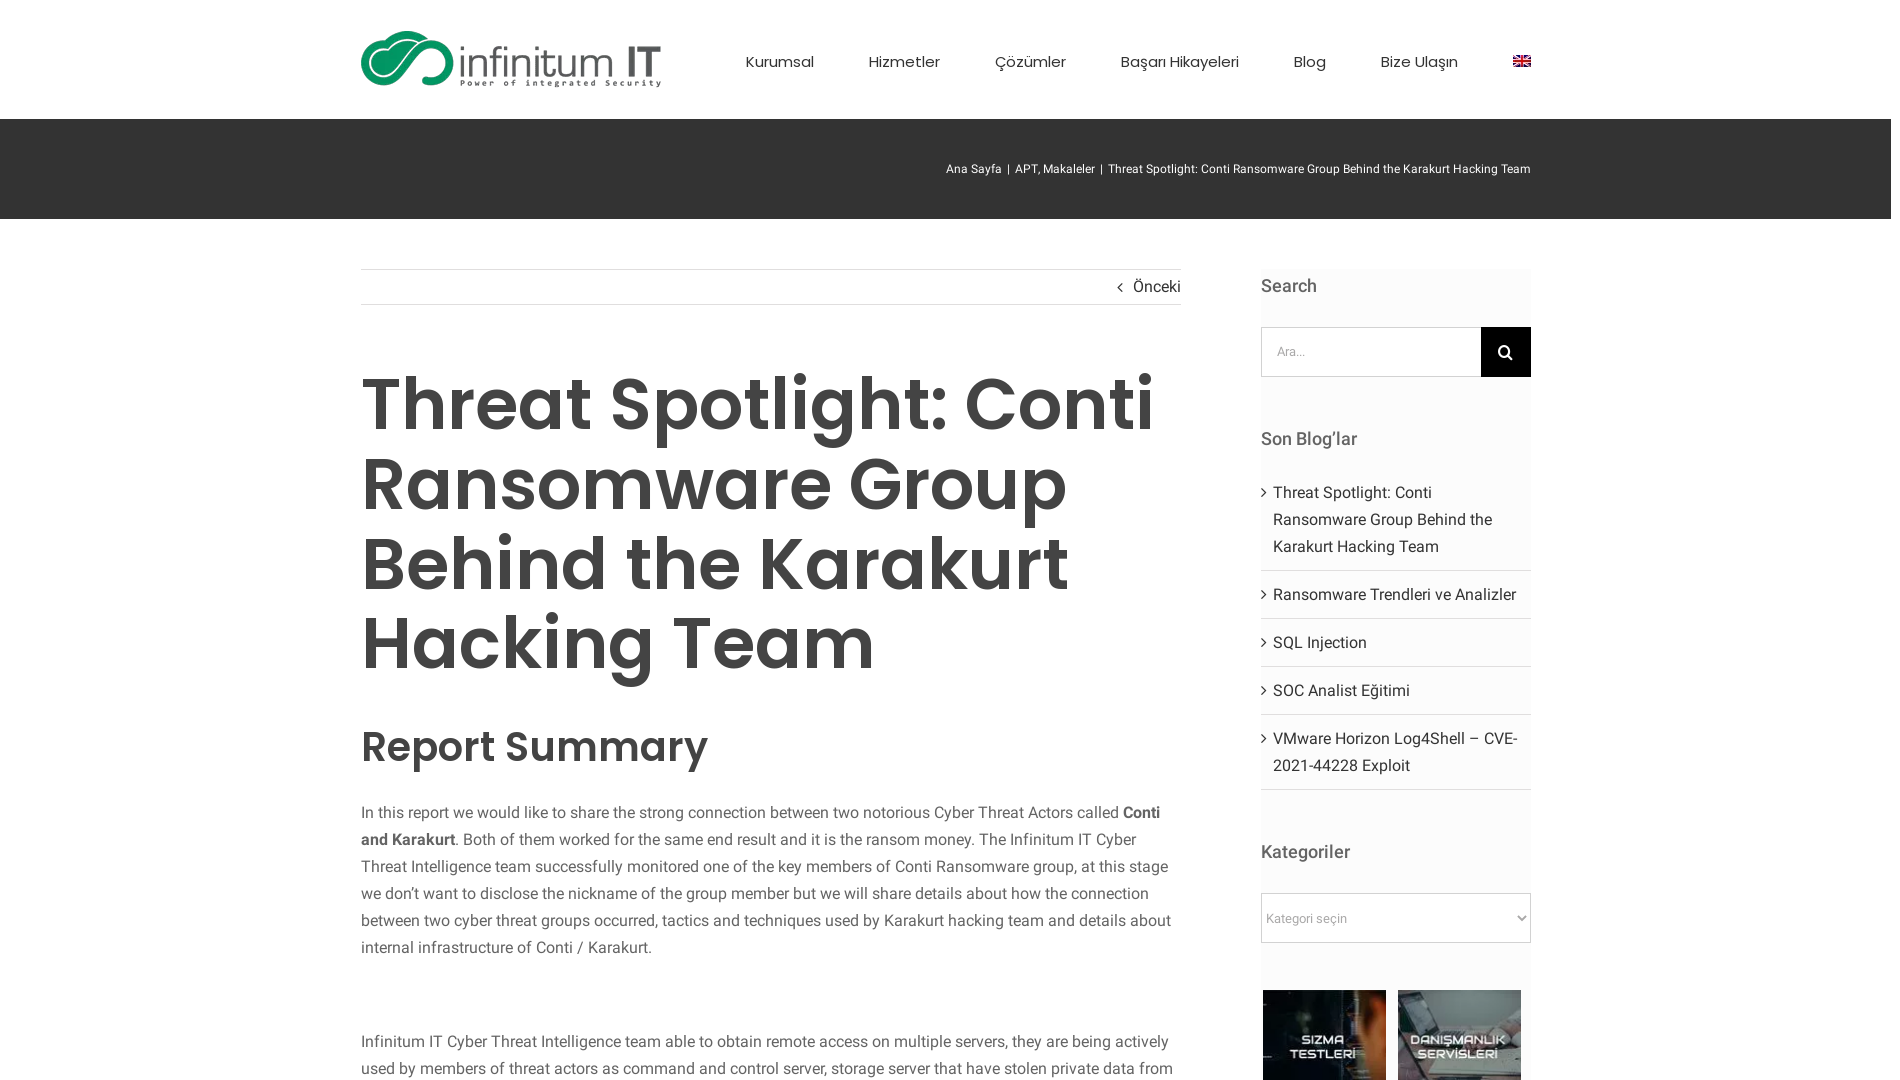 infinitum IT
Power of integrated Security
Kurumsal
Hizmetler
Çözümler
Başarı Hikayeleri
Blog
Bize Ulaşın
Ana Sayfa | APT, Makaleler | Threat Spotlight: Conti Ransomware Group Behind the Karakurt Hacking Team
Önceki
Threat Spotlight: Conti
Ransomware Group
Behind the Karakurt
Hacking Team
Report Summary
In this report we would like to share the strong connection between two notorious Cyber Threat Actors called Conti
and Karakurt. Both of them worked for the same end result and it is the ransom money. The Infinitum IT Cyber
Threat Intelligence team successfully monitored one of the key members of Conti Ransomware group, at this stage
we don’t want to disclose the nickname of the group member but we will share details about how the connection
between two cyber threat groups occurred, tactics and techniques used by Karakurt hacking team and details about
internal infrastructure of Conti / Karakurt.
Infinitum IT Cyber Threat Intelligence team able to obtain remote access on multiple servers, they are being actively
used by members of threat actors as command and control server, storage server that have stolen private data from
Search
Ara...
Son Blog’lar
Threat Spotlight: Conti
Ransomware Group Behind the
Karakurt Hacking Team
Ransomware Trendleri ve Analizler
SQL Injection
SOC Analist Eğitimi
VMware Horizon Log4Shell – CVE-
2021-44228 Exploit
Kategoriler
Kategori seçin
SIZMA
TESTLERİ
DANIŞMANLIK
SERVİSLERİ